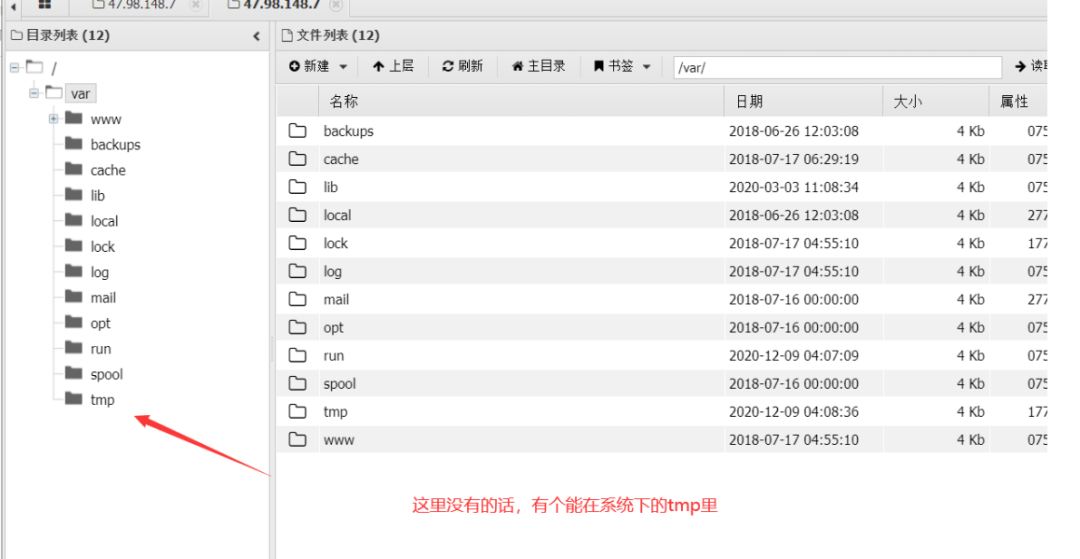 47.98.148.7 47.98.148.7
目录列表 (12) 文件列表 (12)
新建 上层 刷新 主目录 书签 /var/
/
var
www
backups
cache
lib
local
lock
log
mail
opt
run
spool
tmp
名称 日期 大小 属性
backups 2018-06-26 12:03:08 4 Kb 075
cache 2018-07-17 06:29:19 4 Kb 075
lib 2020-03-03 11:08:34 4 Kb 075
local 2018-06-26 12:03:08 4 Kb 277
lock 2018-07-17 04:55:10 4 Kb 177
log 2018-07-17 04:55:10 4 Kb 075
mail 2018-07-16 00:00:00 4 Kb 277
opt 2018-07-16 00:00:00 4 Kb 075
run 2020-12-09 04:07:09 4 Kb 075
spool 2018-07-16 00:00:00 4 Kb 075
tmp 2020-12-09 04:08:36 4 Kb 177
www 2018-07-17 04:55:10 4 Kb 075
这里没有的话，有个能在系统下的tmp里